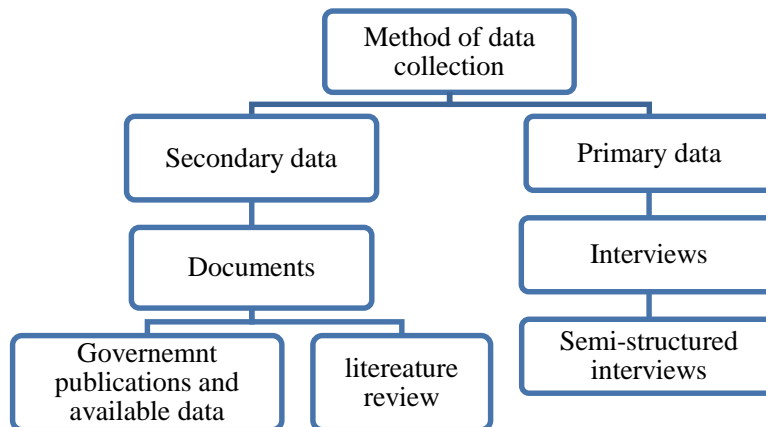 Method of data
collection
Secondary data
Primary data
Documents
Interviews
Governemnt
publications and
available data
litereature
review
Semi-structured
interviews